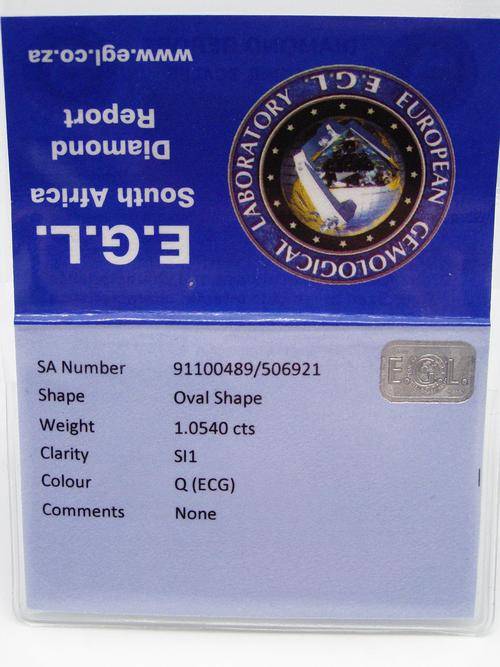 E.G.L.
South Africa
Diamond
Report
www.egl.co.za
EUROPEAN GEMOLOGICAL LABORATORY
E.G.L.
SA Number 91100489/506921
Shape Oval Shape
Weight 1.0540 cts
Clarity SI1
Colour Q (ECG)
Comments None
E.G.L.